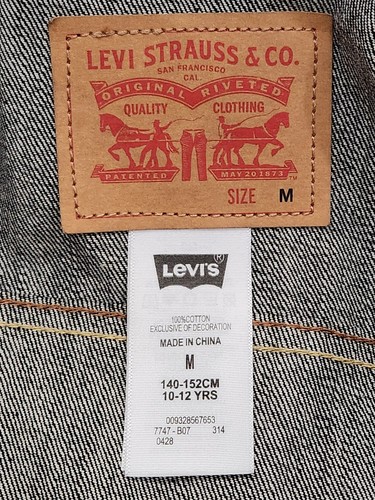 LEVI STRAUSS & CO.
SAN FRANCISCO
CAL.
ORIGINAL RIVETED
QUALITY CLOTHING
PATENTED MAY 20 1873
TM
SIZE M
LEVI'S®
100%COTTON
EXCLUSIVE OF DECORATION
MADE IN CHINA
M
140-152CM
10-12 YRS
009328567653
7747 - B07 314
0428